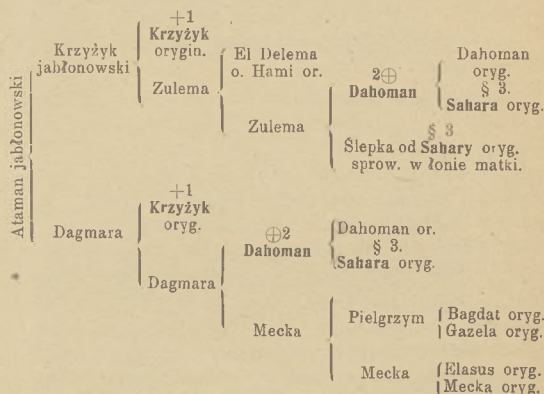 Ataman jabłonowski
Krzyżyk
jabłonowski
+1
Krzyżyk
orygin.
Zulema
El Delema
o. Hami or.
Zulema
2⊕
Dahoman
Dahoman
oryg.
§ 3.
Sahara oryg.
§ 3
Ślepka od Sahary oryg.
sprow. w łonie matki.
Dagmara
+1
Krzyżyk
oryg.
Dagmara
⊕2
Dahoman
Dahoman or.
§ 3.
Sahara oryg.
Mecka
Pielgrzym
Bagdat oryg.
Gazela oryg.
Mecka
Elasus oryg.
Mecka oryg.